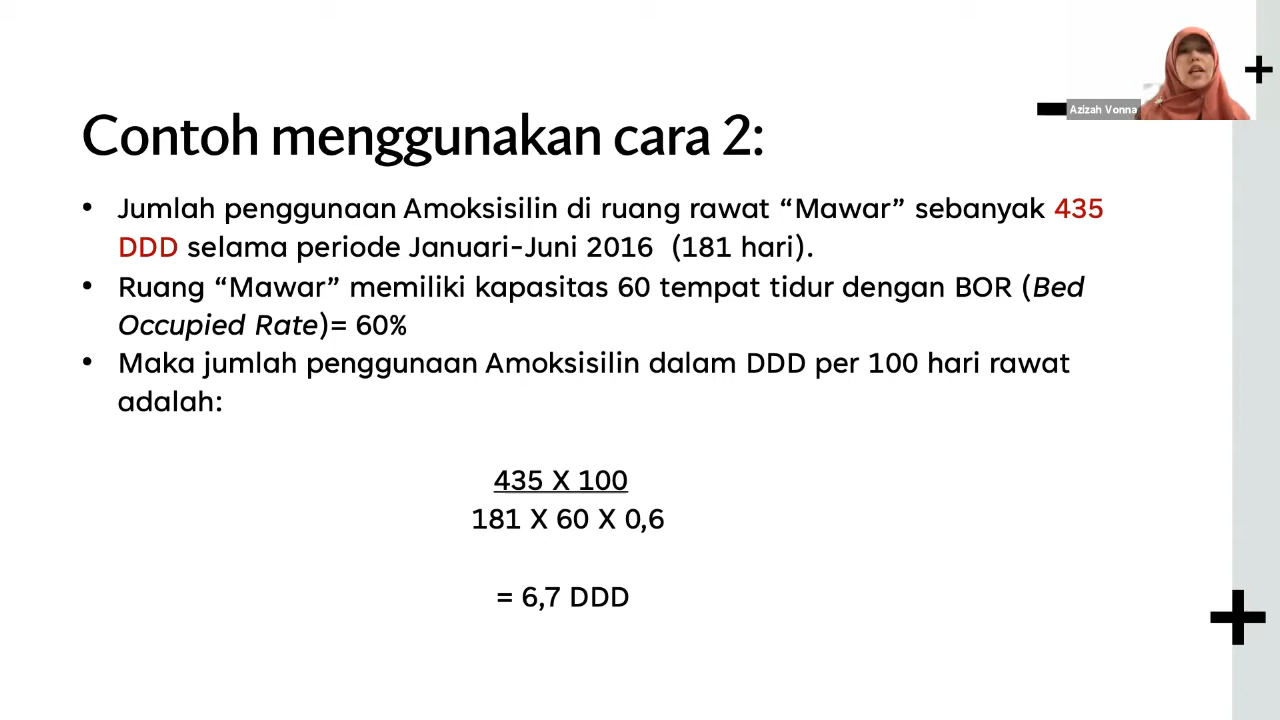 Azizah Vonna
Contoh menggunakan cara 2:
• Jumlah penggunaan Amoksisilin di ruang rawat “Mawar” sebanyak 435
DDD selama periode Januari-Juni 2016 (181 hari).
• Ruang “Mawar” memiliki kapasitas 60 tempat tidur dengan BOR (Bed
Occupied Rate)= 60%
• Maka jumlah penggunaan Amoksisilin dalam DDD per 100 hari rawat
adalah:
435 X 100
181 X 60 X 0,6
= 6,7 DDD